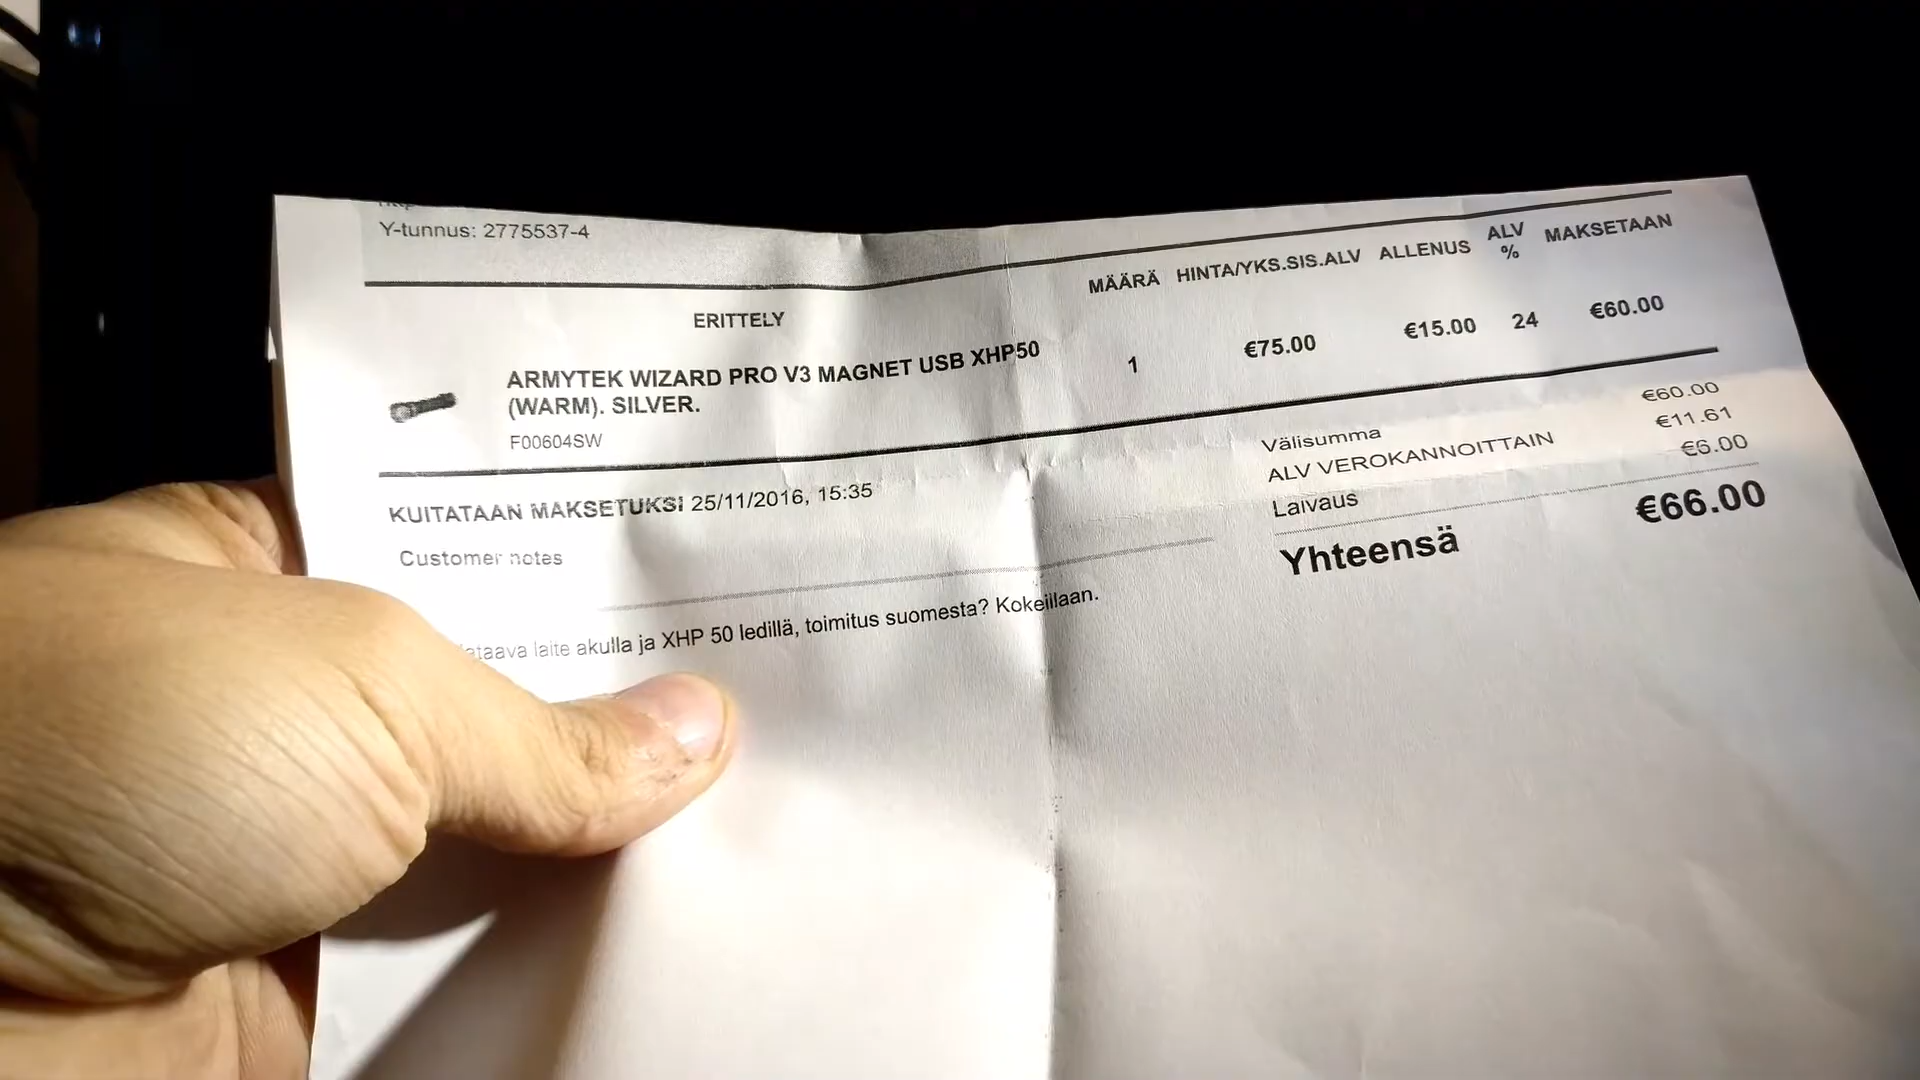 Y-tunnus: 2775537-4
ERITTELY MÄÄRÄ HINTA/YKS.SIS.ALV ALLENUS ALV % MAKSETAAN
ARMYTEK WIZARD PRO V3 MAGNET USB XHP50 1 €75.00 €15.00 24 €60.00
(WARM). SILVER.
F00604SW
Välisumma €60.00
ALV VEROKANNOITTAIN €11.61
Laivaus €6.00
Yhteensä €66.00
KUITATAAN MAKSETUKSI 25/11/2016, 15:35
Customer notes
laite akulla ja XHP 50 ledillä, toimitus suomesta? Kokeillaan.